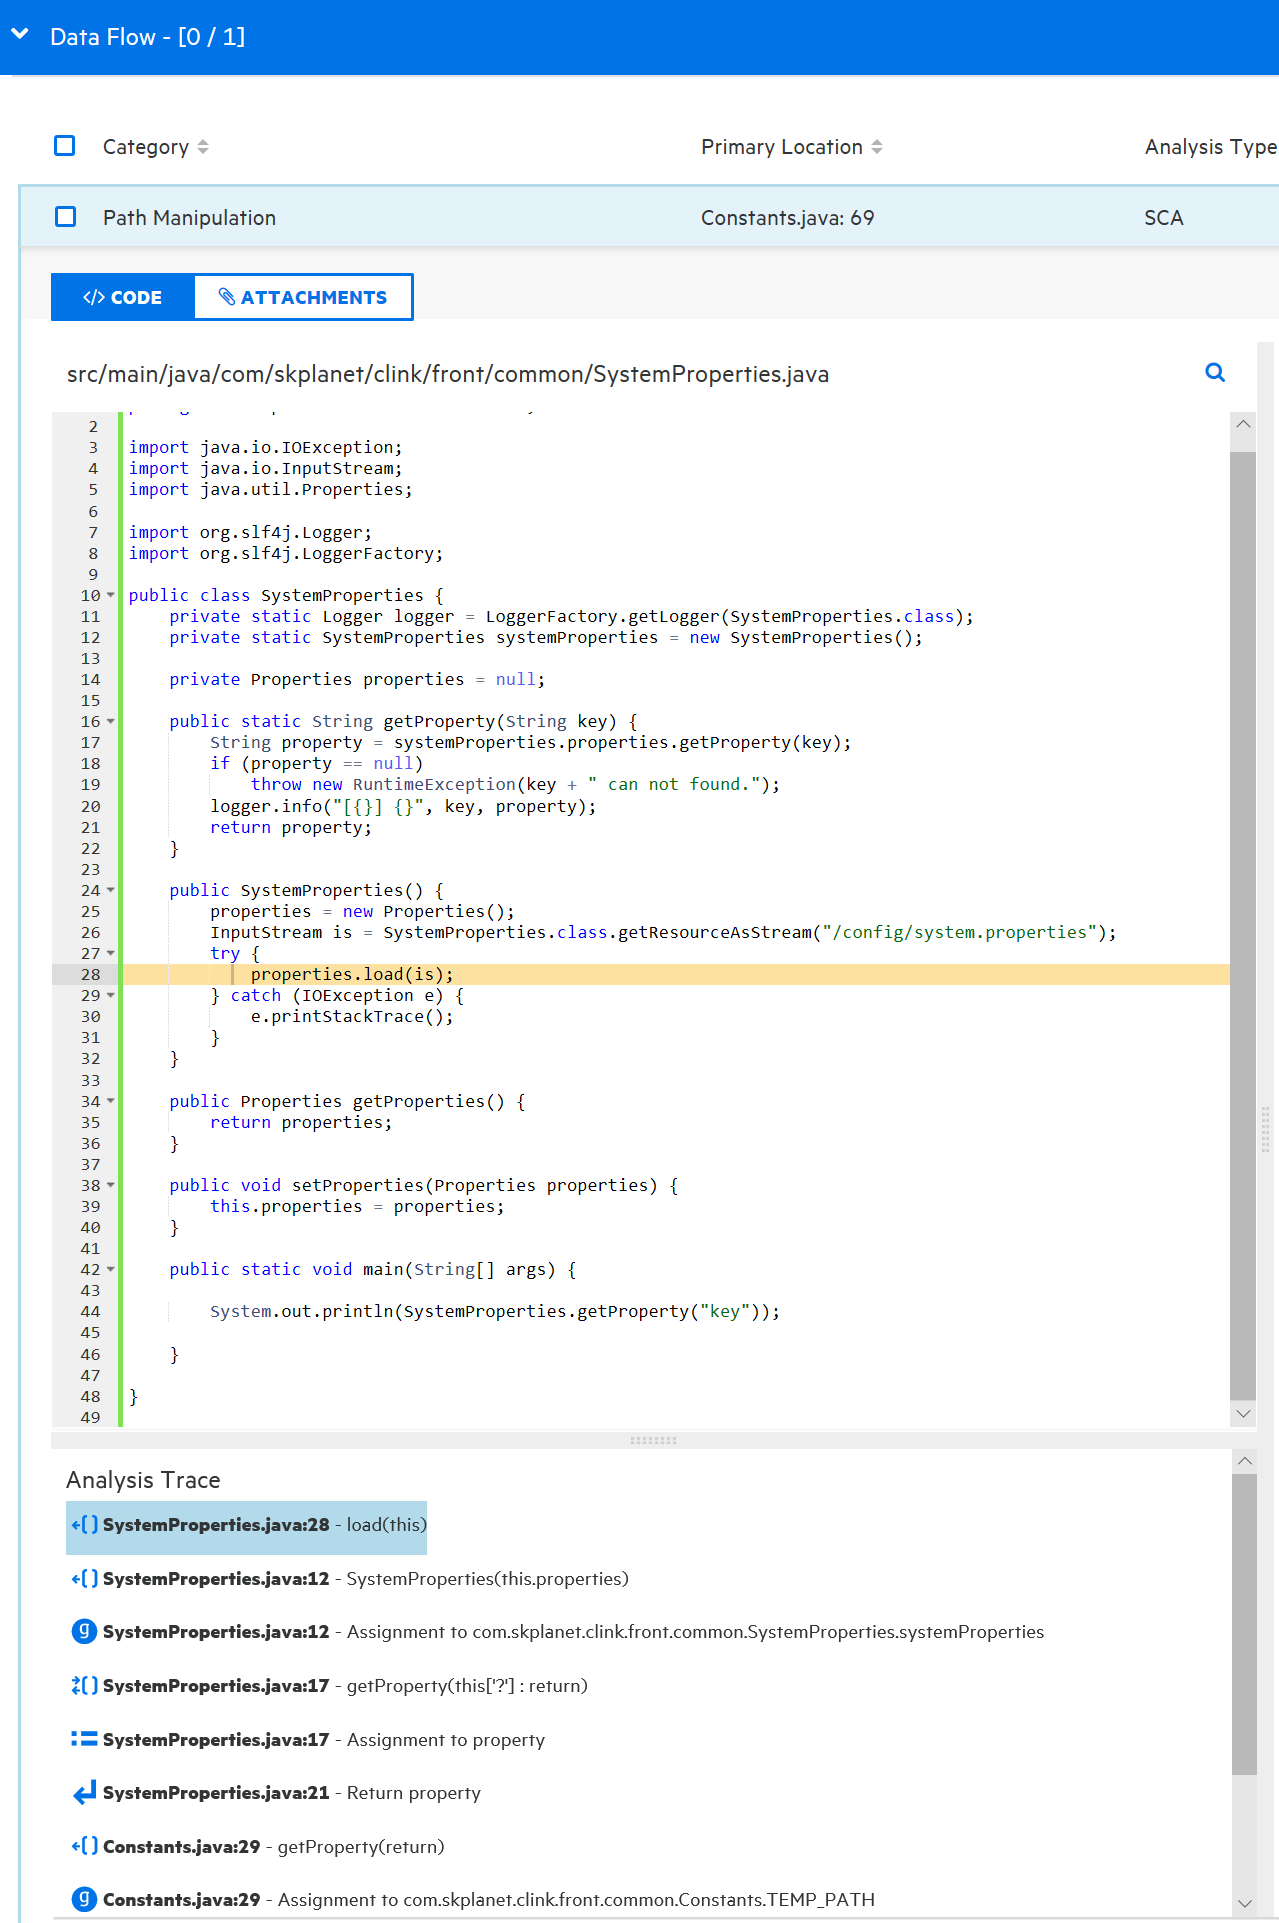 Data Flow - [0 / 1]
Category Primary Location Analysis Type
Path Manipulation Constants.java: 69 SCA
</> CODE ATTACHMENTS
src/main/java/com/skplanet/clink/front/common/SystemProperties.java
2
3 import java.io.IOException;
4 import java.io.InputStream;
5 import java.util.Properties;
6
7 import org.slf4j.Logger;
8 import org.slf4j.LoggerFactory;
9
10 public class SystemProperties {
11 private static Logger logger = LoggerFactory.getLogger(SystemProperties.class);
12 private static SystemProperties systemProperties = new SystemProperties();
13
14 private Properties properties = null;
15
16 public static String getProperty(String key) {
17 String property = systemProperties.properties.getProperty(key);
18 if (property == null)
19 throw new RuntimeException(key + " can not found.");
20 logger.info("[{}] {}", key, property);
21 return property;
22 }
23
24 public SystemProperties() {
25 properties = new Properties();
26 InputStream is = SystemProperties.class.getResourceAsStream("/config/system.properties");
27 try {
28 properties.load(is);
29 } catch (IOException e) {
30 e.printStackTrace();
31 }
32 }
33
34 public Properties getProperties() {
35 return properties;
36 }
37
38 public void setProperties(Properties properties) {
39 this.properties = properties;
40 }
41
42 public static void main(String[] args) {
43
44 System.out.println(SystemProperties.getProperty("key"));
45
46 }
47
48 }
49
Analysis Trace
SystemProperties.java:28 - load(this)
SystemProperties.java:12 - SystemProperties(this.properties)
g SystemProperties.java:12 - Assignment to com.skplanet.clink.front.common.SystemProperties.systemProperties
SystemProperties.java:17 - getProperty(this['?'] : return)
SystemProperties.java:17 - Assignment to property
SystemProperties.java:21 - Return property
Constants.java:29 - getProperty(return)
g Constants.java:29 - Assignment to com.skplanet.clink.front.common.Constants.TEMP_PATH